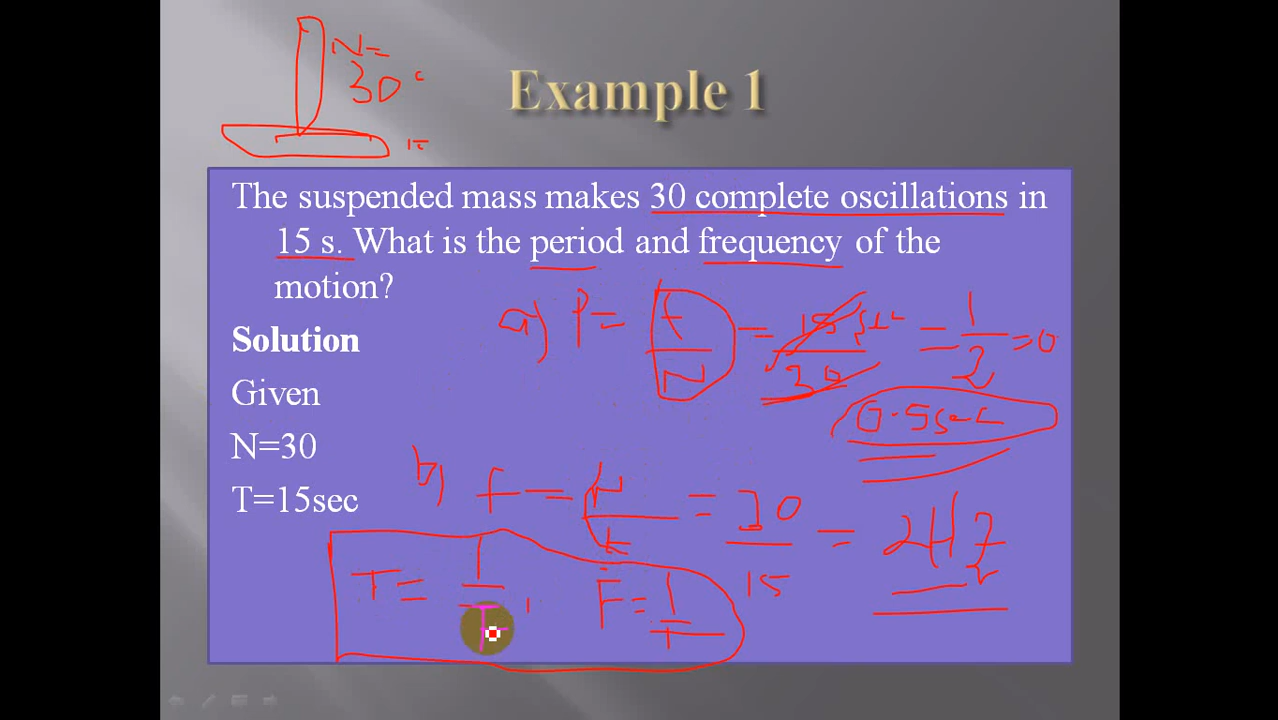 N=
30 c
Example 1
15
The suspended mass makes 30 complete oscillations in
15 s. What is the period and frequency of the
motion?
a) P = t/N = 15 sec/30 = 1/2 = 0
0.5 sec
Solution
Given
N=30
T=15sec
b) f = N/t = 30/15 = 2Hz
T = 1/F, F = 1/T